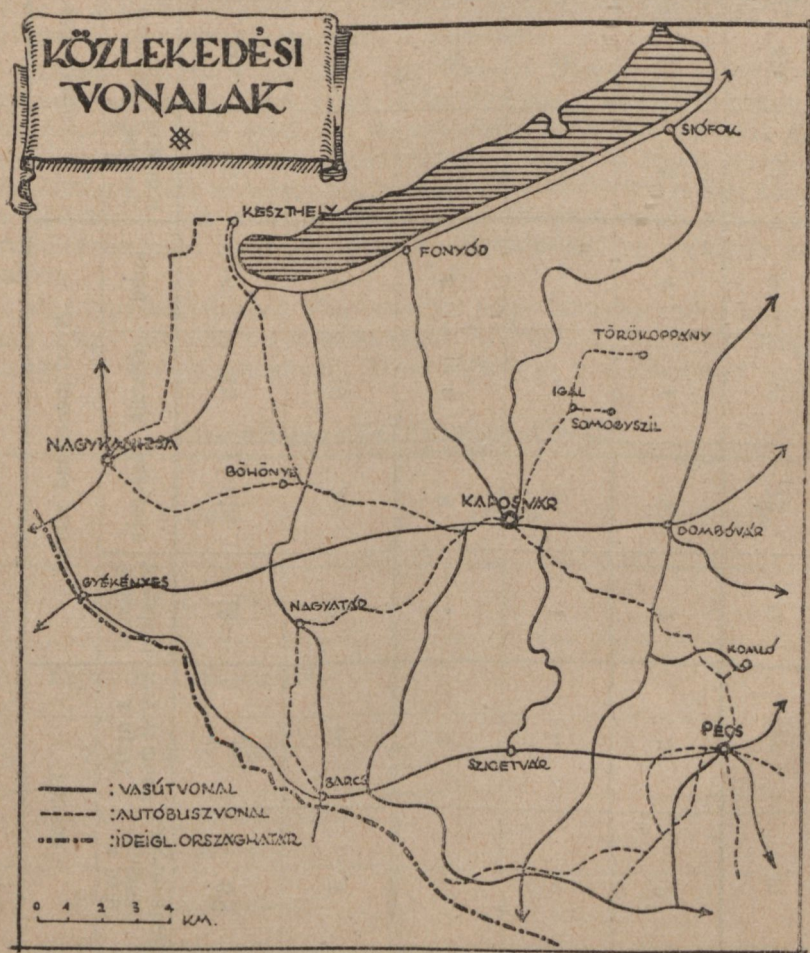 KÖZLEKEDÉSI
VONALAK
SIÓFOK
KESZTHELY
FONYÓD
TÖRÖKOPPÁNY
IGAL
SOMOGYSZIL
NAGYKANIZSA
BÖHÖNYE
KAPOSVÁR
DOMBÓVÁR
GYÉKÉNYES
NAGYATÁD
KOMLÓ
PÉCS
SZIGETVÁR
BARCS
: VASÚTVONAL
: AUTÓBUSZVONAL
: IDEIGL. ORSZÁGHATÁR
0 1 2 3 4
KM.